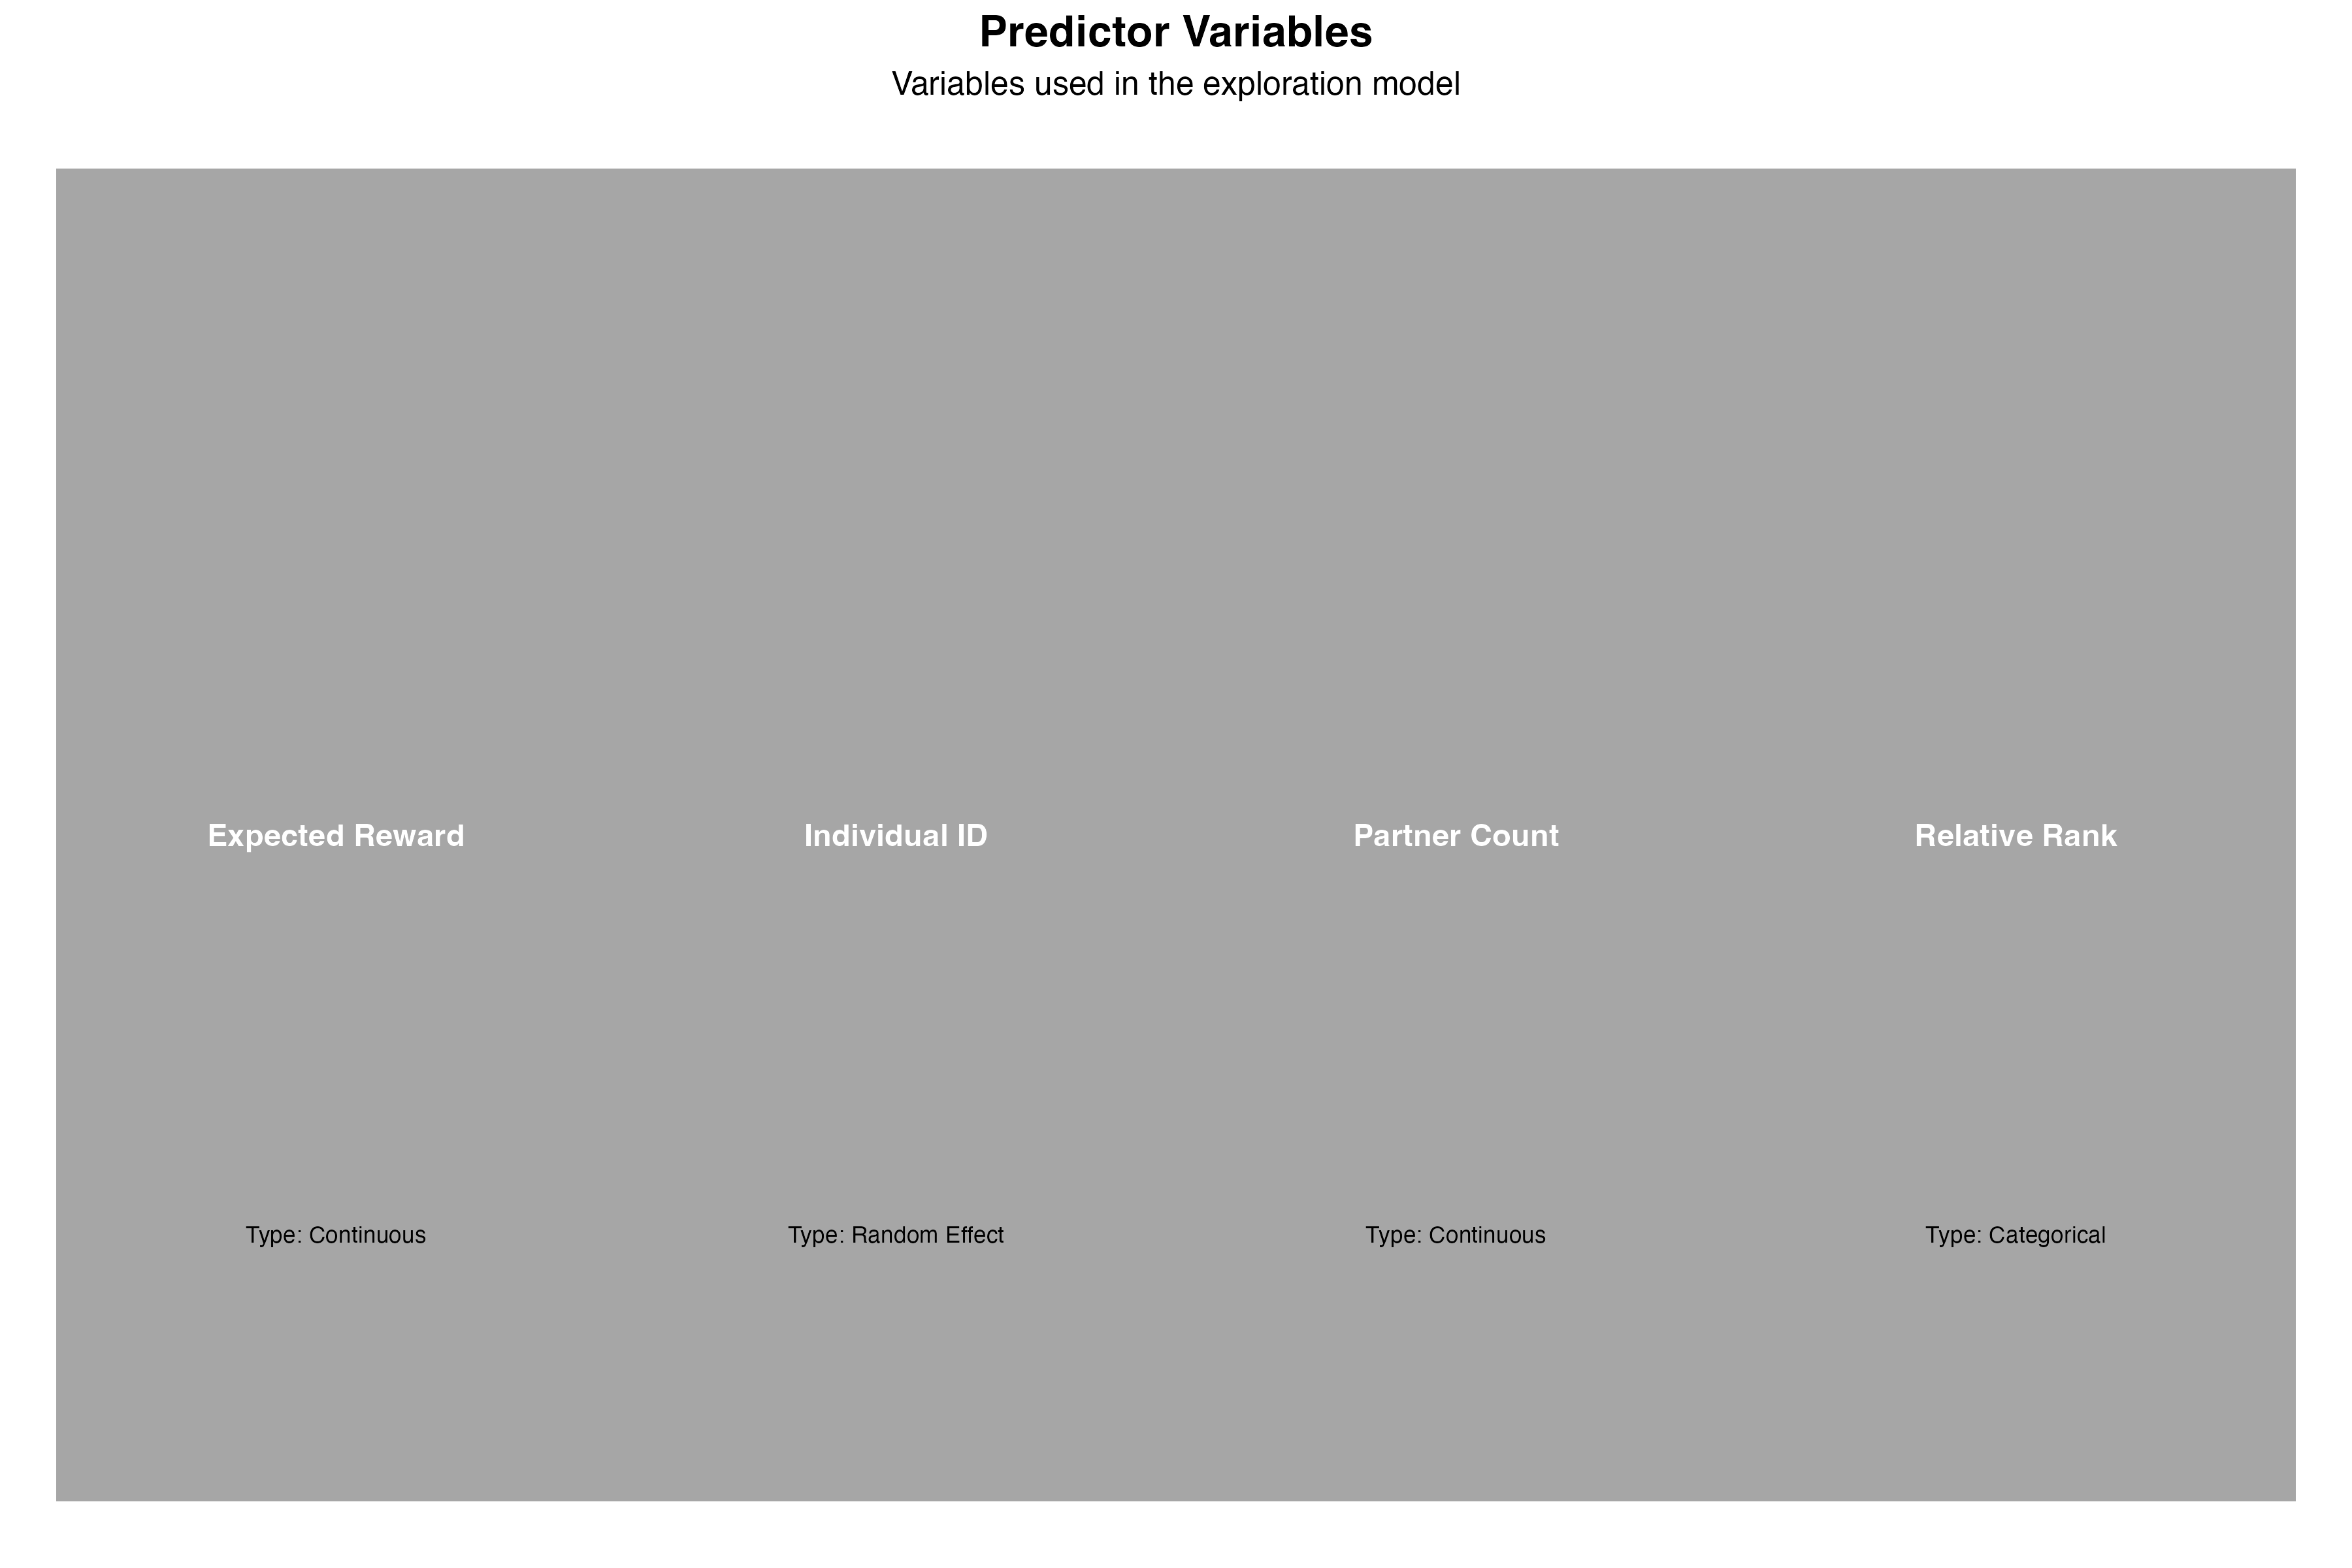 Predictor Variables
Variables used in the exploration model
Expected Reward
Individual ID
Partner Count
Relative Rank
Type: Continuous
Type: Random Effect
Type: Continuous
Type: Categorical